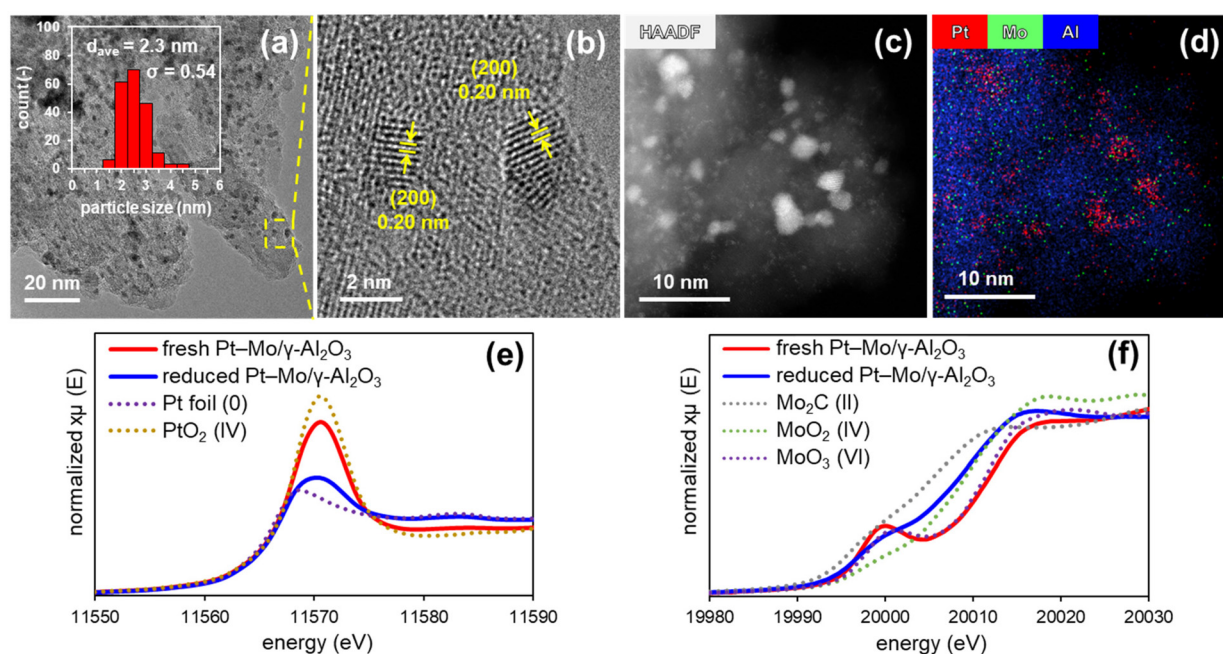 (a)
100
80
60
40
20
0
count (-)
d_ave = 2.3 nm
σ = 0.54
0 1 2 3 4 5 6
particle size (nm)
20 nm
(b)
(200)
0.20 nm
(200)
0.20 nm
2 nm
HAADF
(c)
10 nm
Pt Mo Al
(d)
10 nm
(e)
fresh Pt–Mo/γ-Al₂O₃
reduced Pt–Mo/γ-Al₂O₃
Pt foil (0)
PtO₂ (IV)
normalized xμ (E)
11550 11560 11570 11580 11590
energy (eV)
(f)
fresh Pt–Mo/γ-Al₂O₃
reduced Pt–Mo/γ-Al₂O₃
Mo₂C (II)
MoO₂ (IV)
MoO₃ (VI)
normalized xμ (E)
19980 19990 20000 20010 20020 20030
energy (eV)